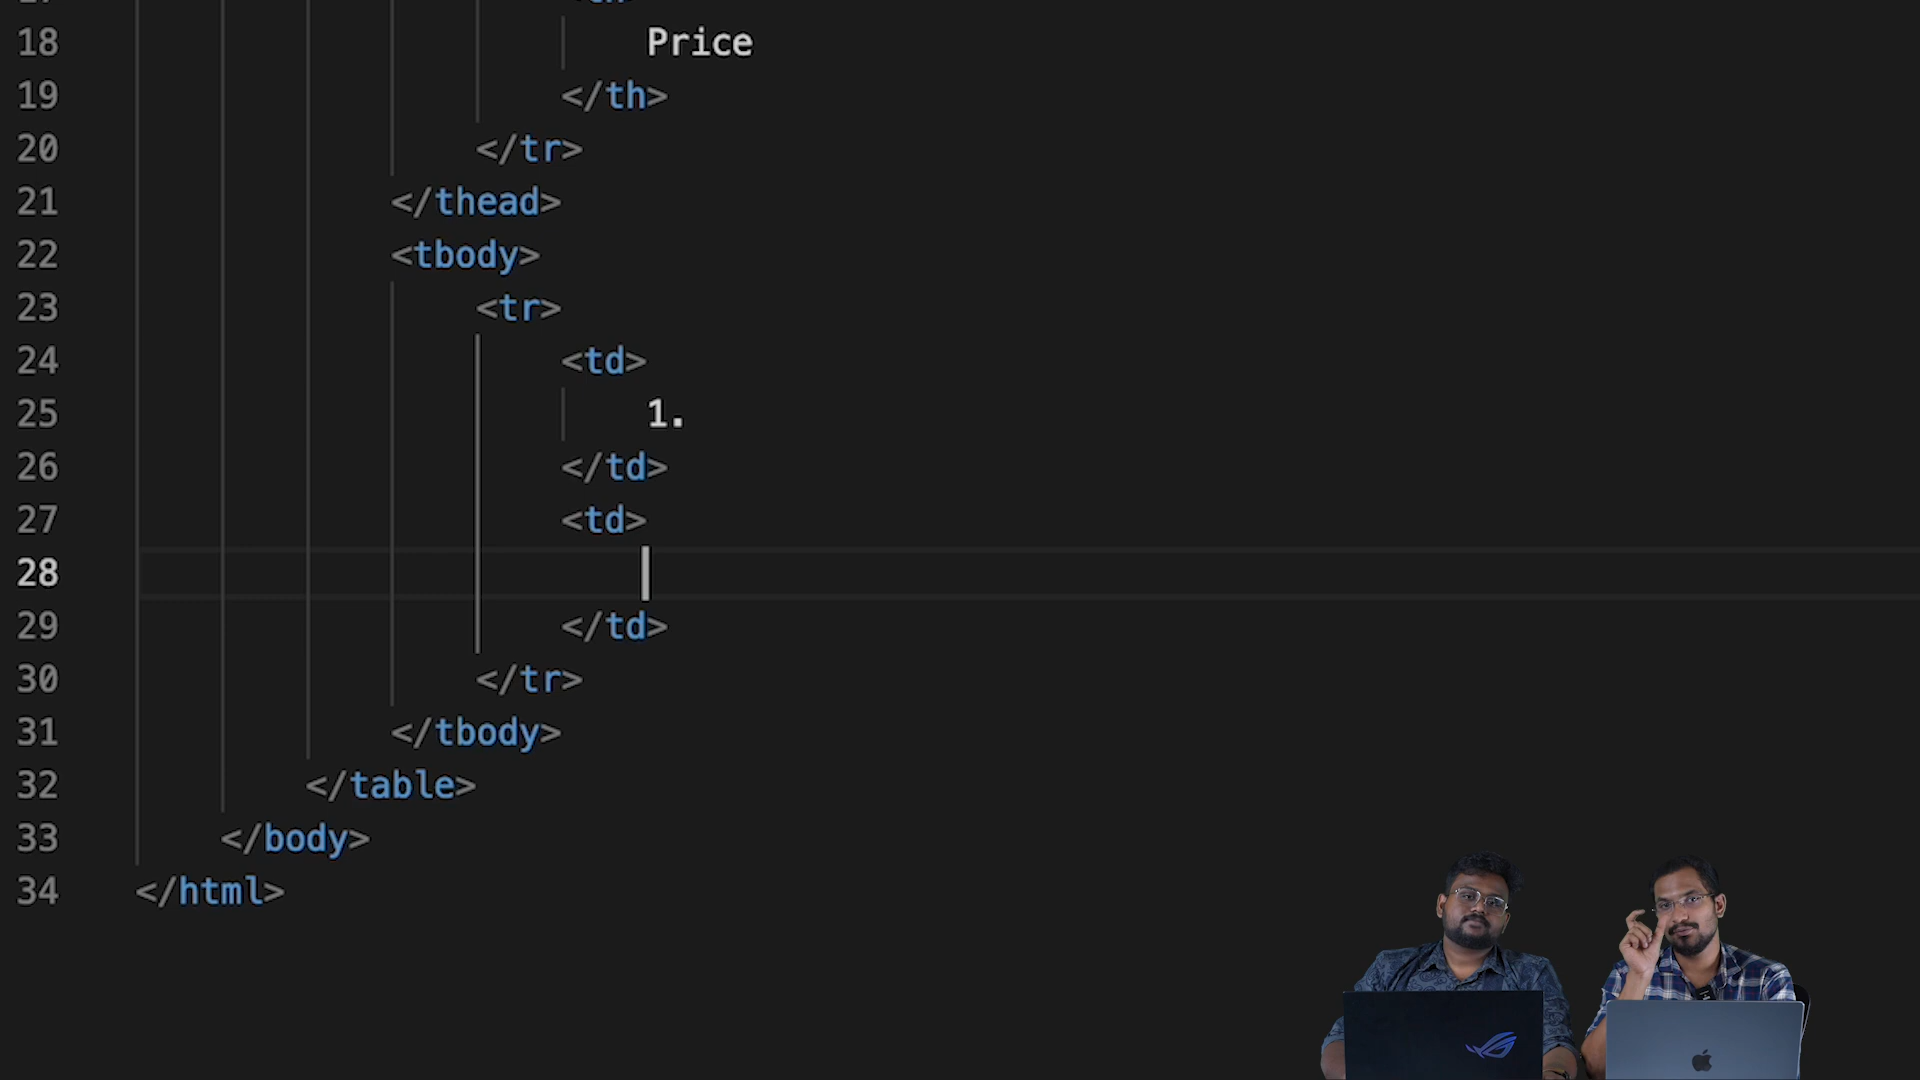 18 Price
19 </th>
20 </tr>
21 </thead>
22 <tbody>
23 <tr>
24 <td>
25 1.
26 </td>
27 <td>
28
29 </td>
30 </tr>
31 </tbody>
32 </table>
33 </body>
34 </html>